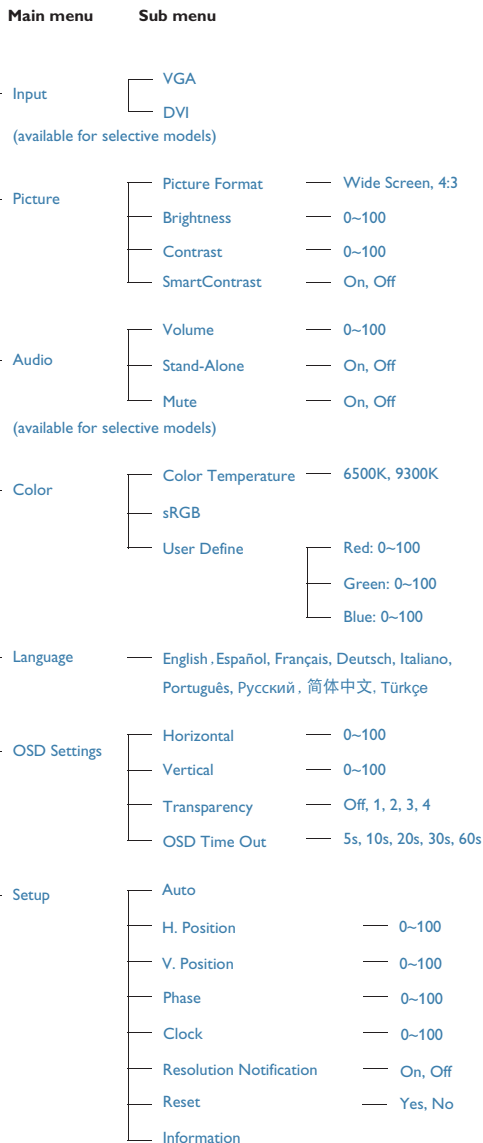 Main menu Sub menu
VGA
Input
DVI
(available for selective models)
Picture Format Wide Screen, 4:3
Picture
Brightness 0~100
Contrast 0~100
SmartContrast On, Off
Volume 0~100
Audio Stand-Alone On, Off
Mute On, Off
(available for selective models)
Color Temperature 6500K, 9300K
Color
sRGB
User Define Red: 0~100
Green: 0~100
Blue: 0~100
Language English , Español, Français, Deutsch, Italiano,
Português, Русский , 简体中文, Türkçe
Horizontal 0~100
OSD Settings
Vertical 0~100
Transparency Off, 1, 2, 3, 4
OSD Time Out 5s, 10s, 20s, 30s, 60s
Setup Auto
H. Position 0~100
V. Position 0~100
Phase 0~100
Clock 0~100
Resolution Notification On, Off
Reset Yes, No
Information